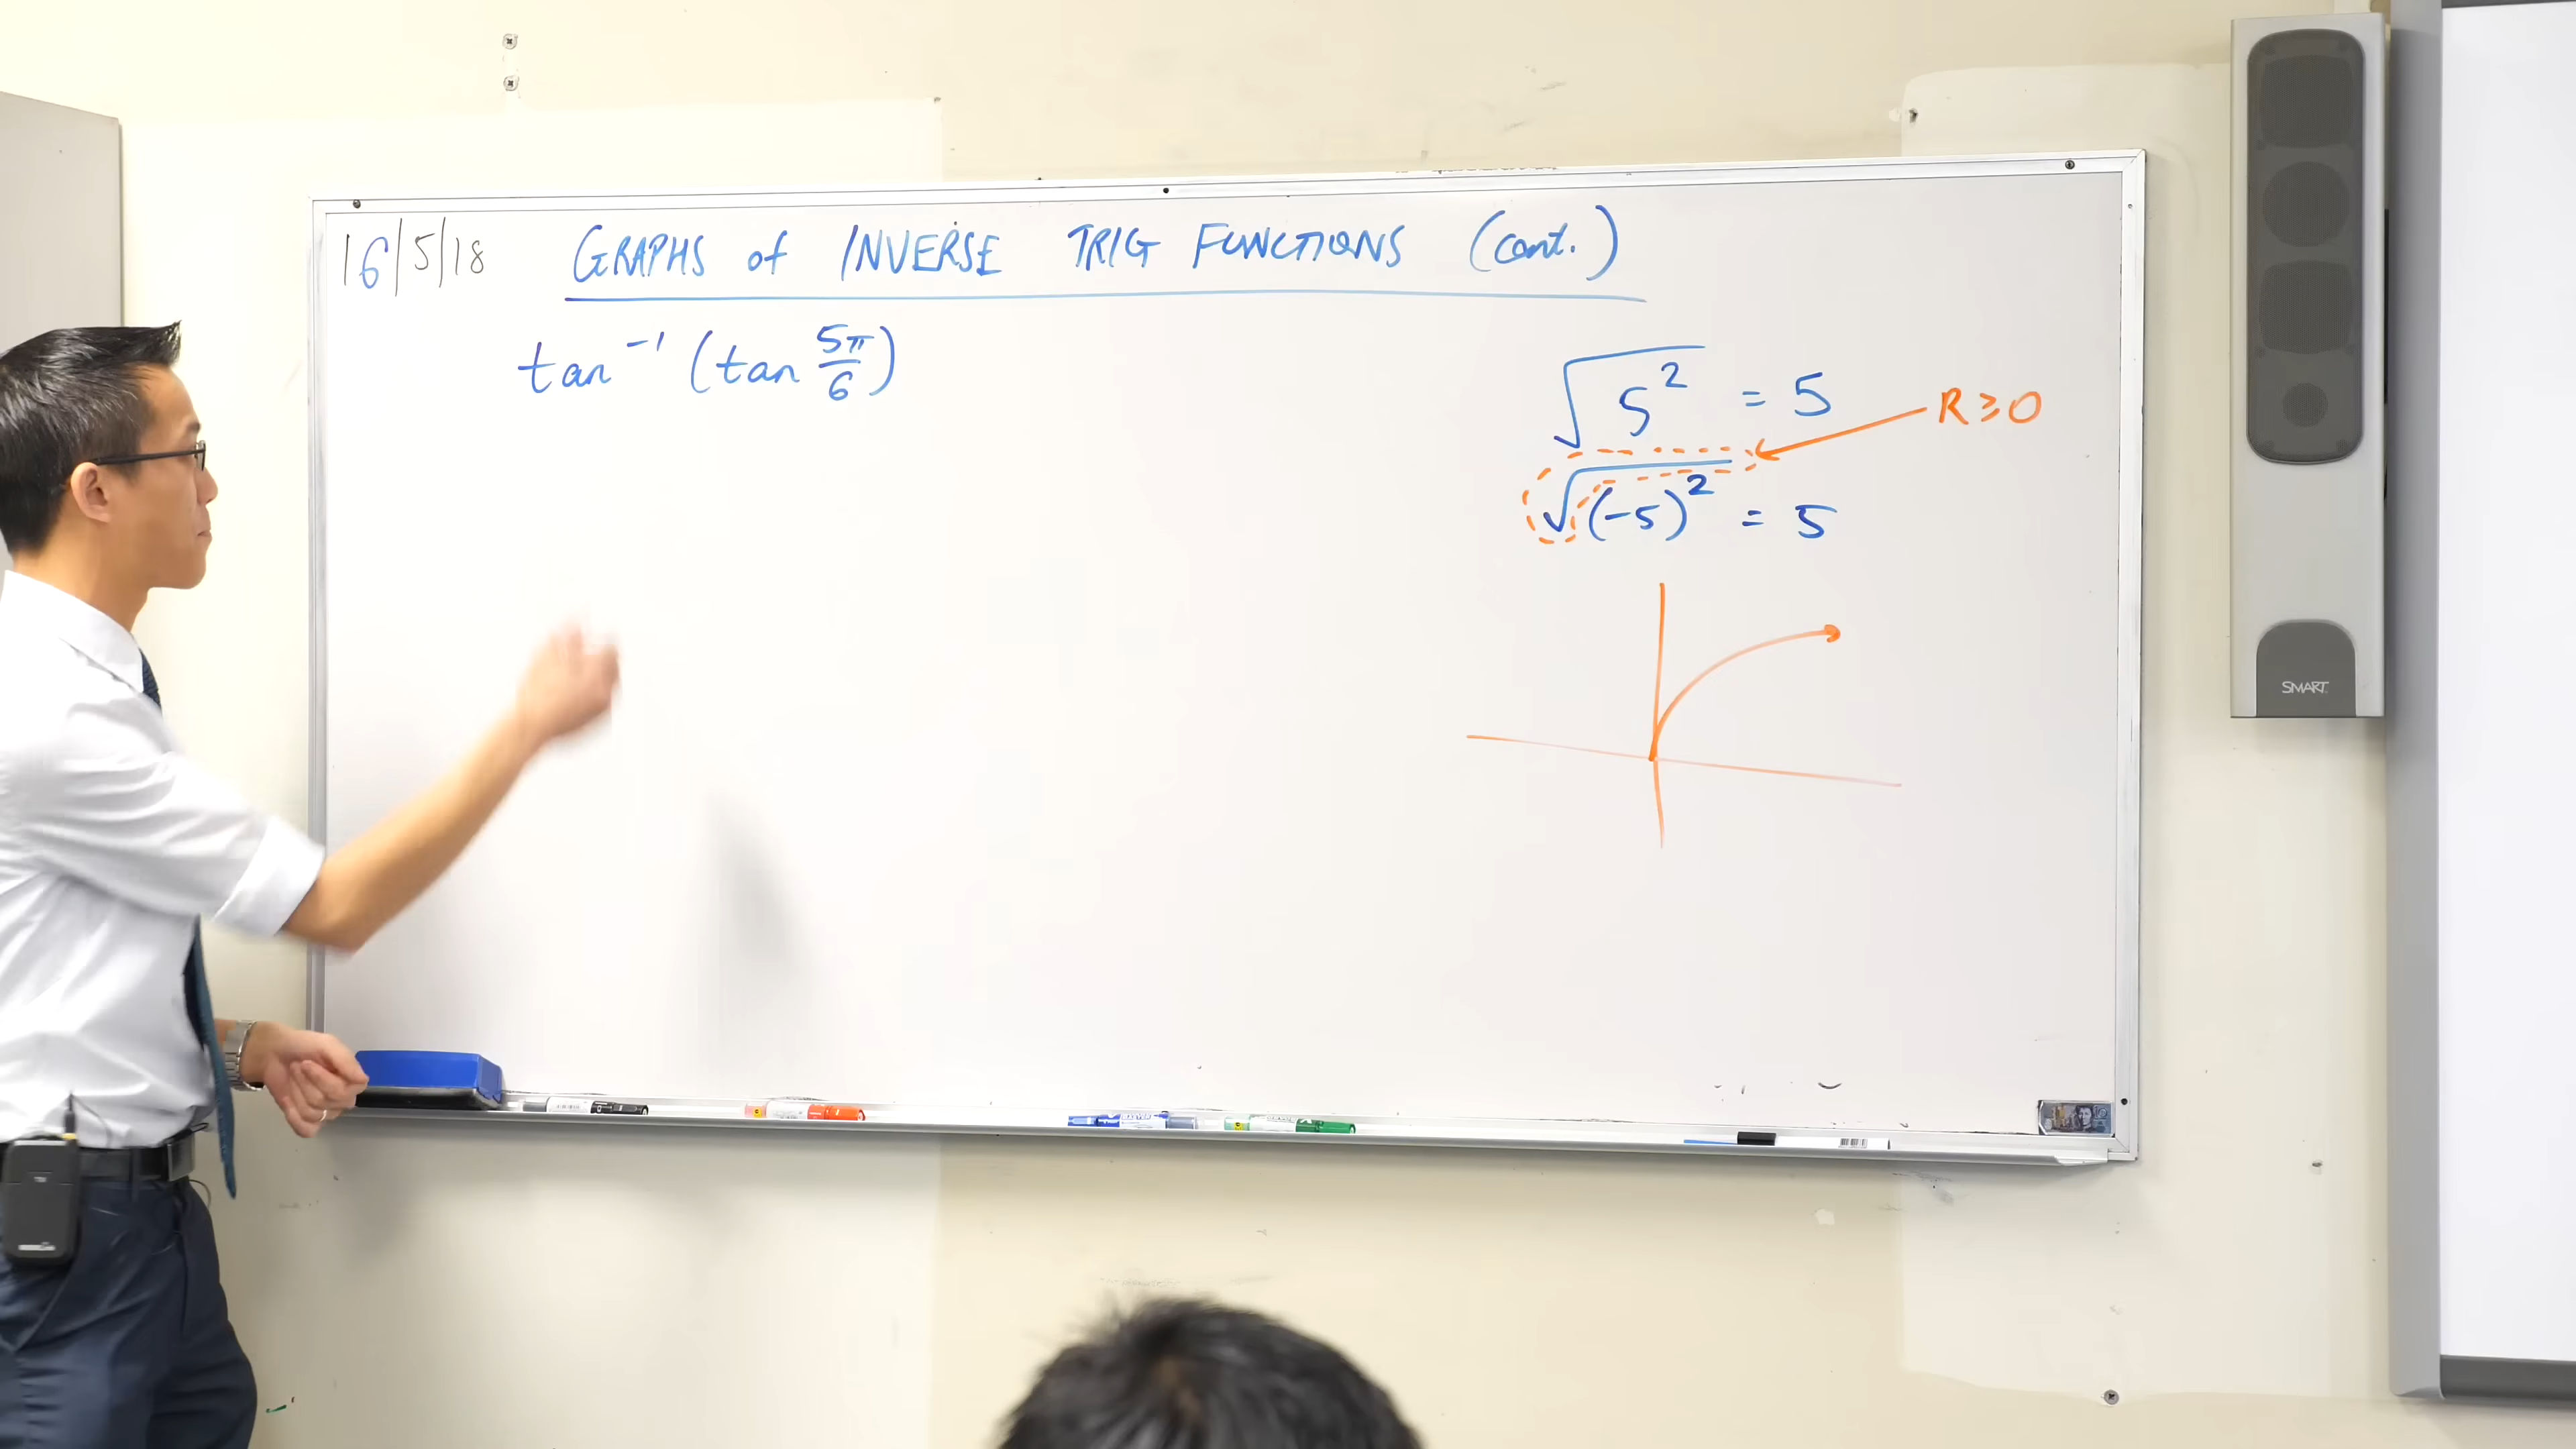 16/5/18 GRAPHS of INVERSE TRIG FUNCTIONS (cont.)
tan⁻¹ (tan 5π/6)
√5² = 5
R ≥ 0
√(-5)² = 5
SMART